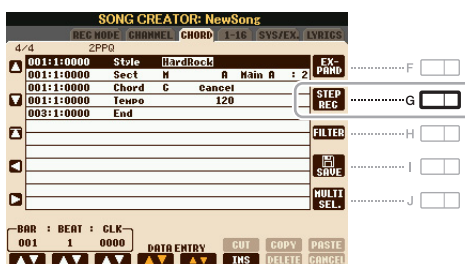 SONG CREATOR: NewSong
REC MODE CHANNEL CHORD 1-16 SYS/EX. LYRICS
4/4 2PPQ
001:1:0000 Style HardRock
001:1:0000 Sect M A Main A : 2
001:1:0000 Chord C Cancel
001:1:0000 Tempo 120
003:1:0000 End
EX-
PAND
F
STEP
REC
G
FILTER
H
SAVE
I
MULTI
SEL.
J
BAR : BEAT : CLK
001 1 0000
DATA ENTRY
CUT COPY PASTE
INS DELETE CANCEL